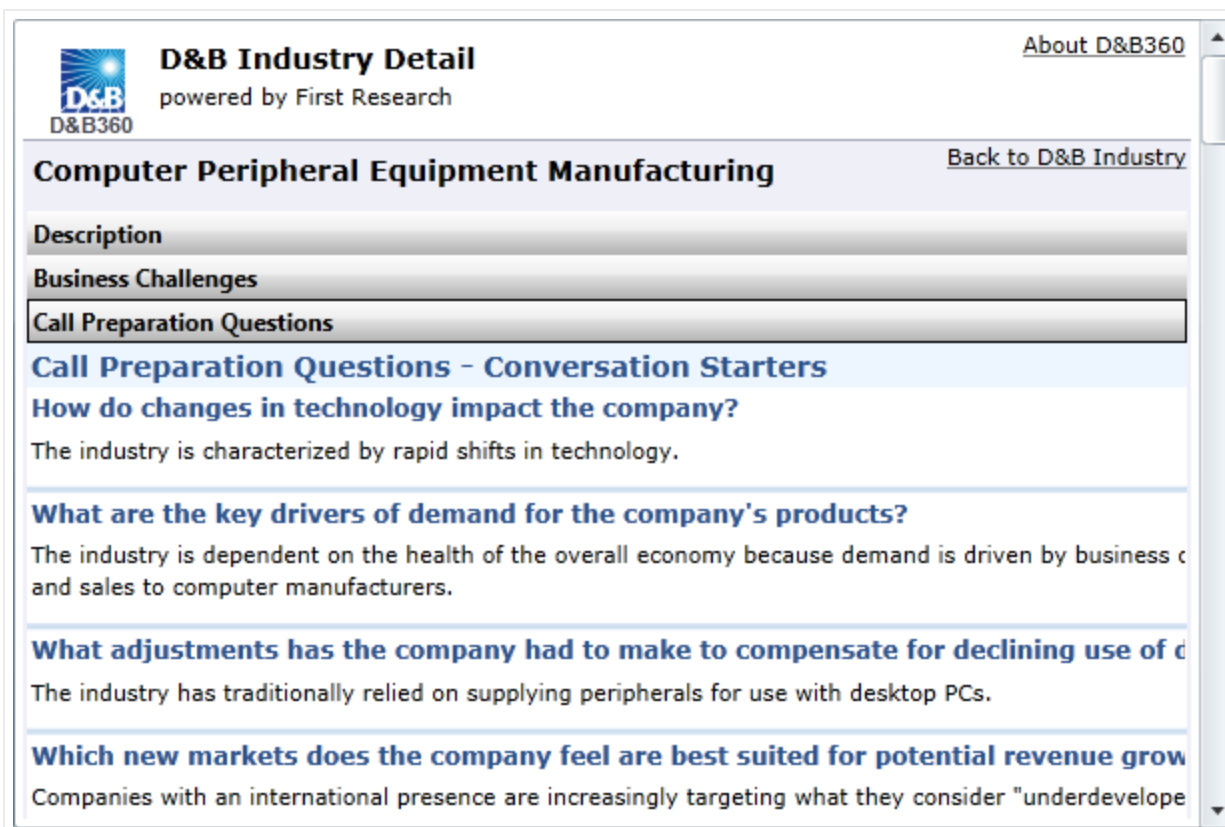 D&B Industry Detail
About D&B360
powered by First Research
D&B
D&B360
Computer Peripheral Equipment Manufacturing
Back to D&B Industry
Description
Business Challenges
Call Preparation Questions
Call Preparation Questions - Conversation Starters
How do changes in technology impact the company?
The industry is characterized by rapid shifts in technology.
What are the key drivers of demand for the company's products?
The industry is dependent on the health of the overall economy because demand is driven by business
and sales to computer manufacturers.
What adjustments has the company had to make to compensate for declining use of
The industry has traditionally relied on supplying peripherals for use with desktop PCs.
Which new markets does the company feel are best suited for potential revenue grow
Companies with an international presence are increasingly targeting what they consider "underdevelope